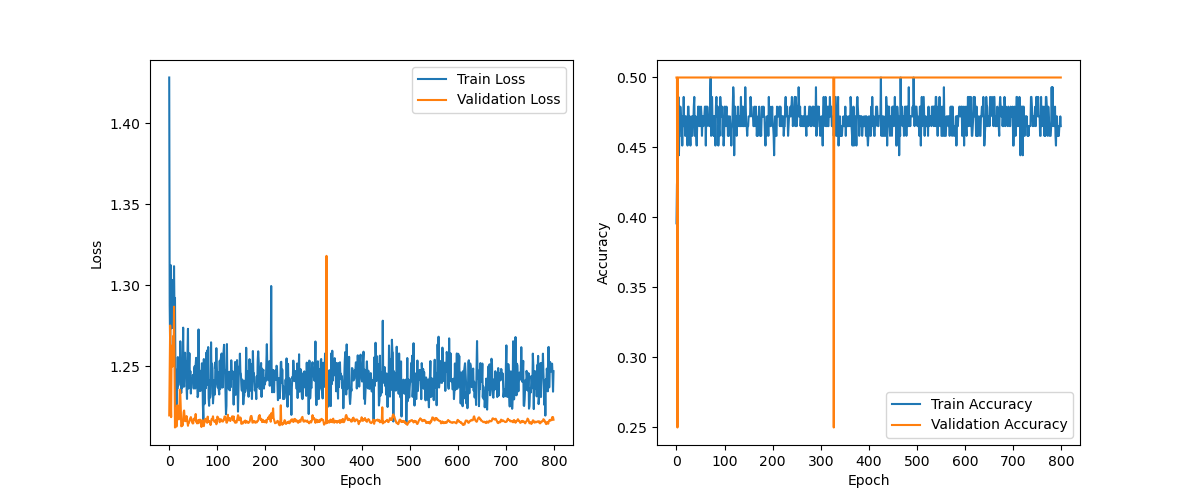 Train Loss
Validation Loss
1.40
1.35
1.30
1.25
Loss
0 100 200 300 400 500 600 700 800
Epoch
0.50
0.45
0.40
0.35
0.30
0.25
Accuracy
Train Accuracy
Validation Accuracy
0 100 200 300 400 500 600 700 800
Epoch